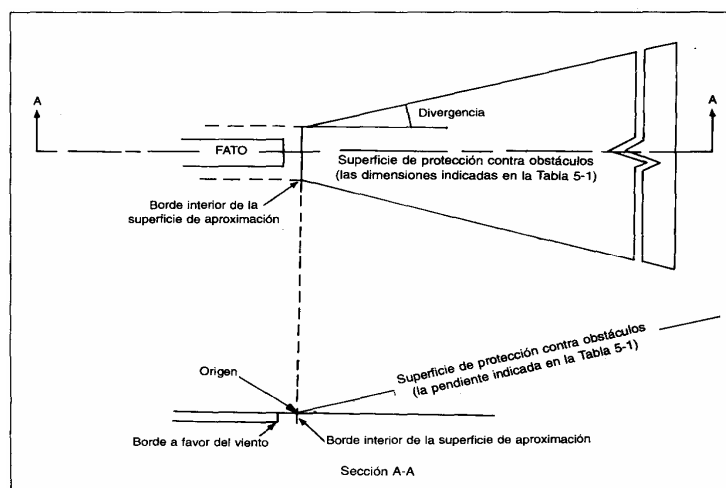 A
A
Divergencia
FATO
Superficie de protección contra obstáculos
(las dimensiones indicadas en la Tabla 5-1)
Borde interior de la
superficie de aproximación
Superficie de protección contra obstáculos
(la pendiente indicada en la Tabla 5-1)
Origen
Borde a favor del viento
Borde interior de la superficie de aproximación
Sección A-A